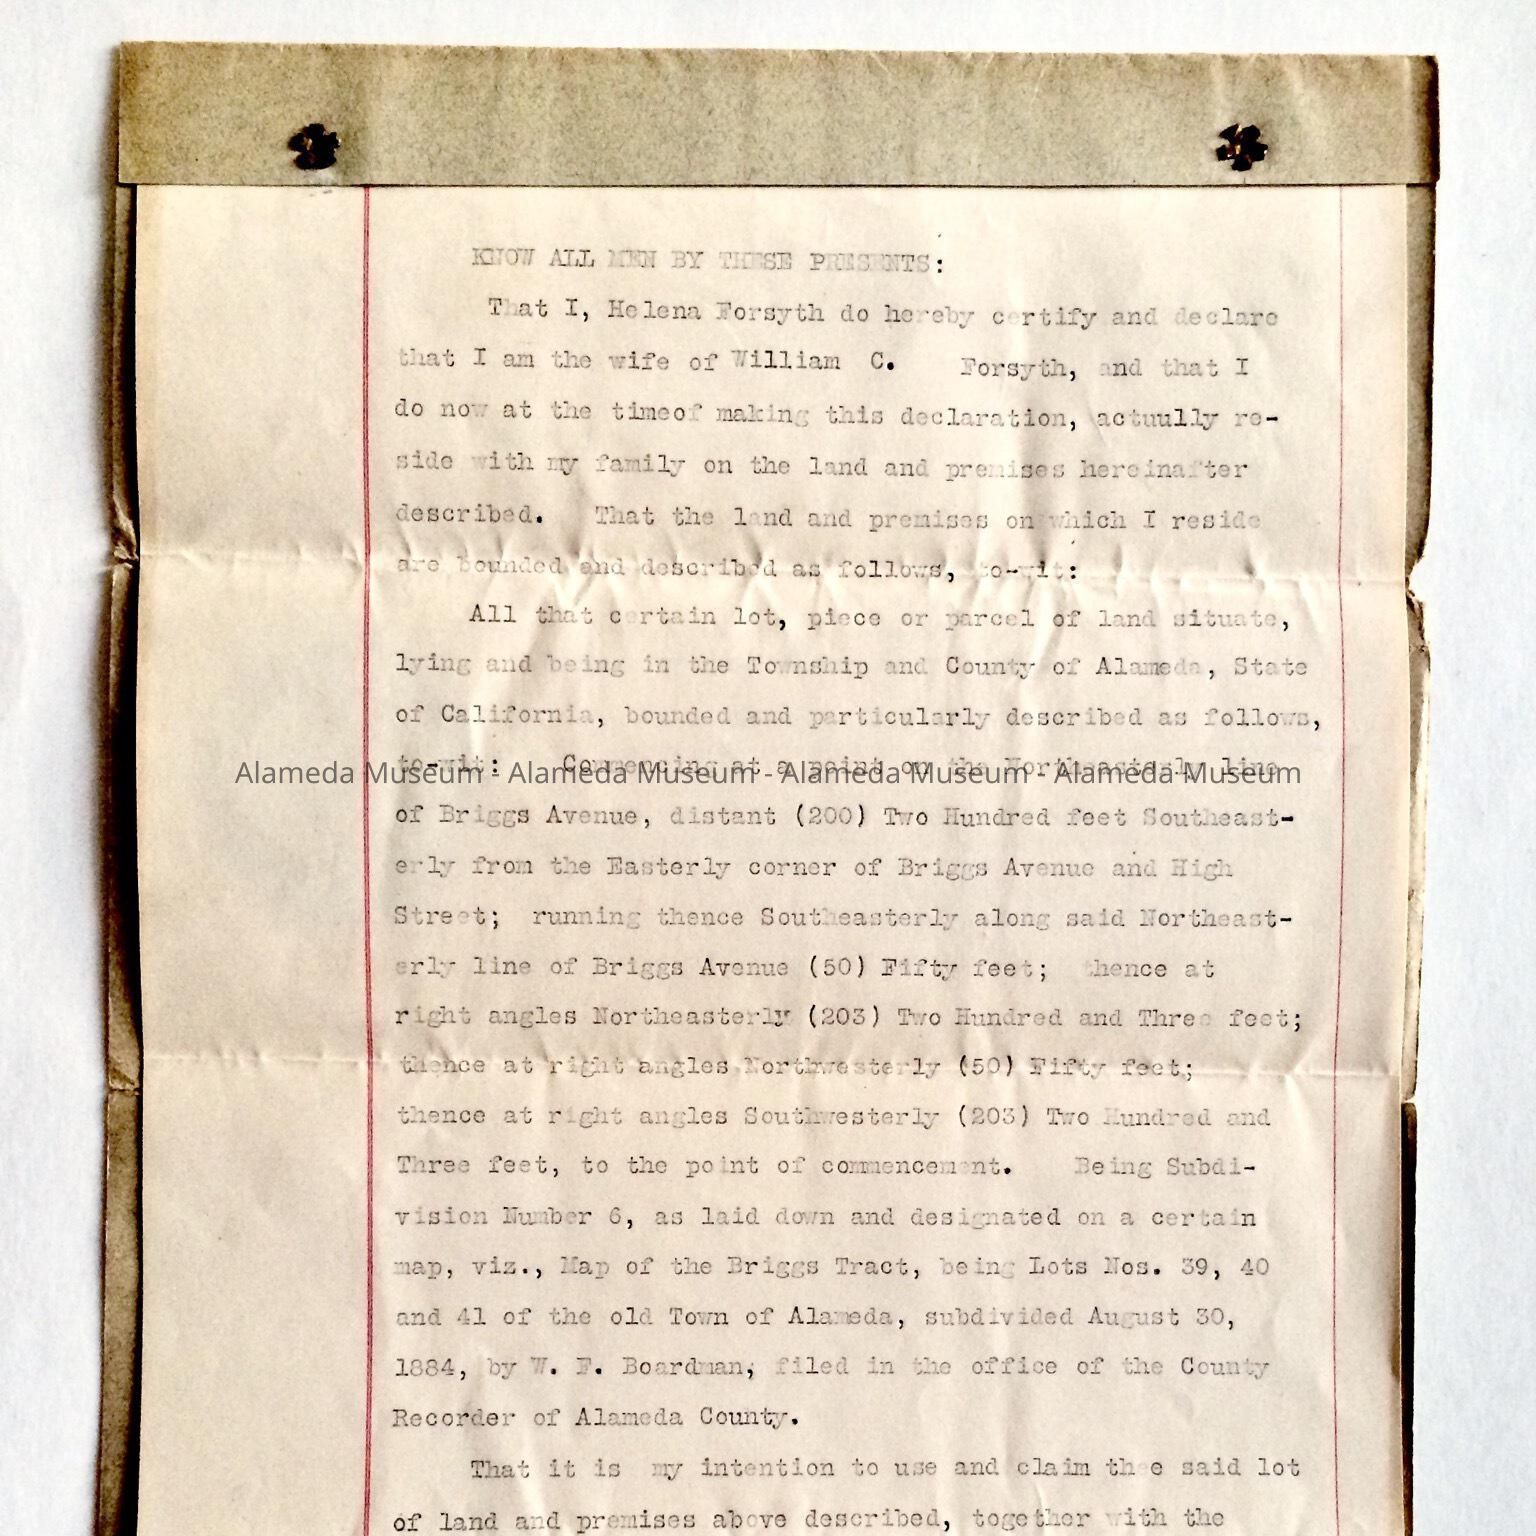 KNOW ALL MEN BY THESE PRESENTS:
That I, Helena Forsyth do hereby certify and declare
that I am the wife of William C. Forsyth, and that I
do now at the timeof making this declaration, actuully re-
side with my family on the land and premises hereinafter
described. That the land and premises on which I reside
are bounded and described as follows, to-wit:
All that certain lot, piece or parcel of land situate,
lying and being in the Township and County of Alameda, State
of California, bounded and particularly described as follows,
to-wit: Commencing at a point on the Northeasterly line
Alameda Museum - Alameda Museum - Alameda Museum - Alameda Museum
of Briggs Avenue, distant (200) Two Hundred feet Southeast-
erly from the Easterly corner of Briggs Avenue and High
Street; running thence Southeasterly along said Northeast-
erly line of Briggs Avenue (50) Fifty feet; thence at
right angles Northeasterly (203) Two Hundred and Three feet;
thence at right angles Northwesterly (50) Fifty feet;
thence at right angles Southwesterly (203) Two Hundred and
Three feet, to the point of commencement. Being Subdi-
vision Number 6, as laid down and designated on a certain
map, viz., Map of the Briggs Tract, being Lots Nos. 39, 40
and 41 of the old Town of Alameda, subdivided August 30,
1884, by W. F. Boardman, filed in the office of the County
Recorder of Alameda County.
That it is my intention to use and claim the e said lot
of land and premises above described, together with the